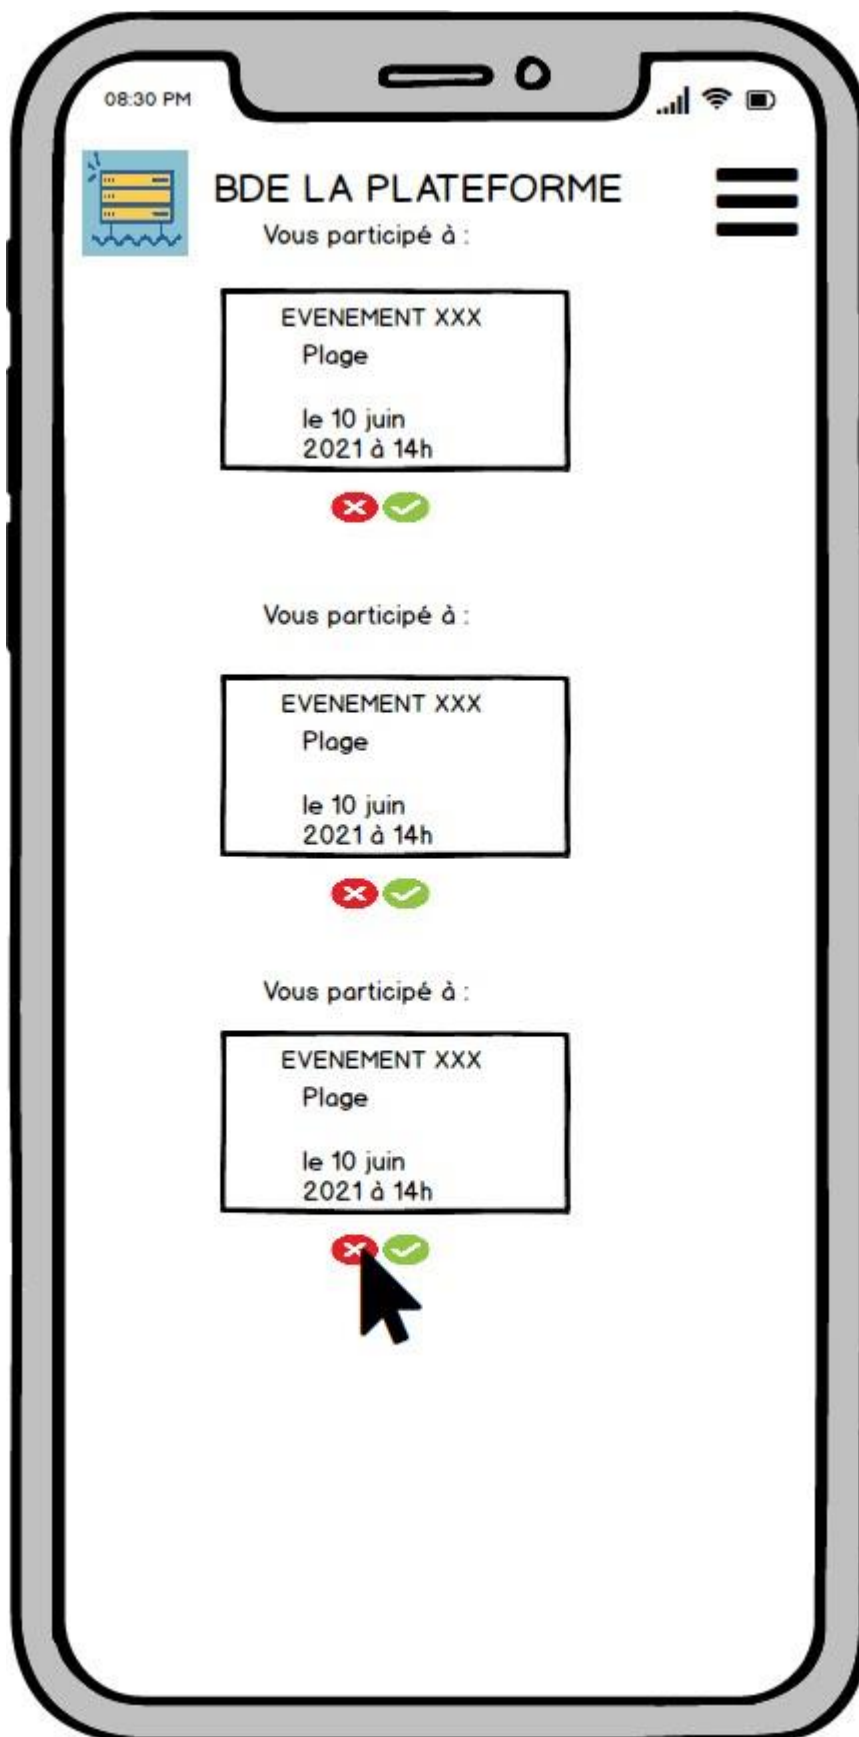 08:30 PM
BDE LA PLATEFORME
Vous participé à :
EVENEMENT XXX
Plage
le 10 juin
2021 à 14h
Vous participé à :
EVENEMENT XXX
Plage
le 10 juin
2021 à 14h
Vous participé à :
EVENEMENT XXX
Plage
le 10 juin
2021 à 14h